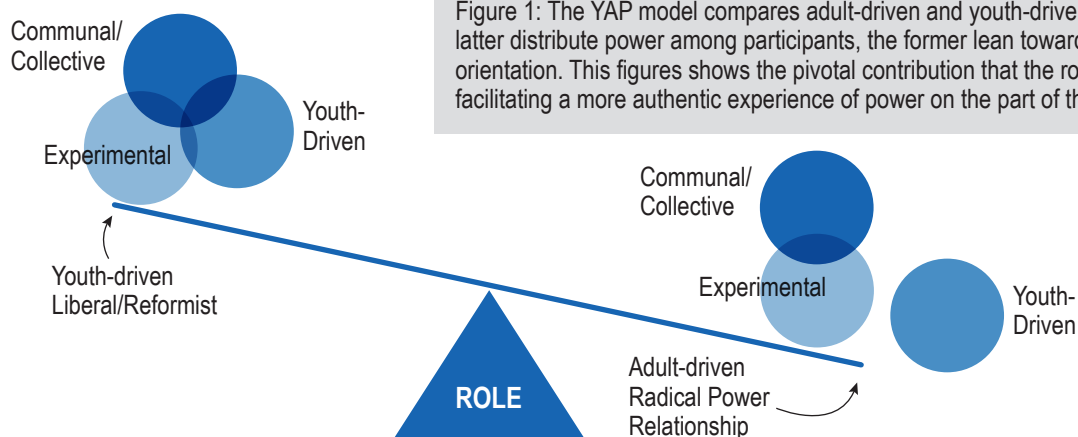 Figure 1: The YAP model compares adult-driven and youth-drive
latter distribute power among participants, the former lean towar
orientation. This figures shows the pivotal contribution that the ro
facilitating a more authentic experience of power on the part of th
Communal/
Collective
Youth-
Driven
Experimental
Youth-driven
Liberal/Reformist
Communal/
Collective
Experimental
Youth-
Driven
Adult-driven
Radical Power
Relationship
ROLE